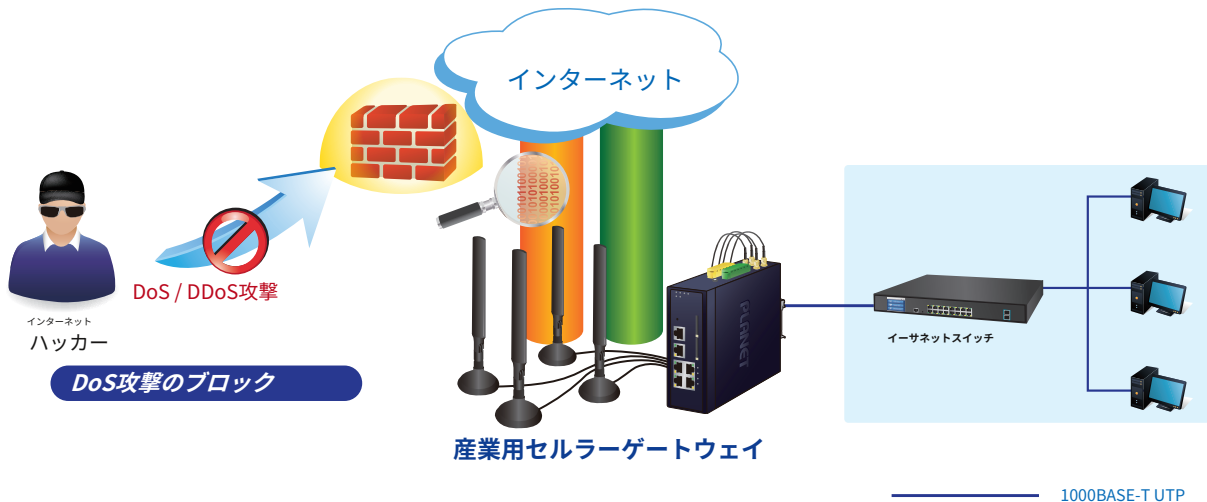 インターネット
DoS / DDoS攻撃
インターネット
ハッカー
DoS攻撃のブロック
PLANET
イーサネットスイッチ
産業用セルラーゲートウェイ
1000BASE-T UTP